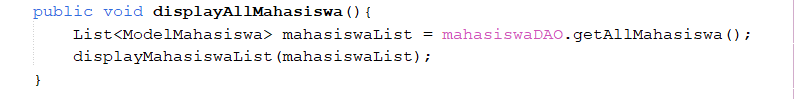 public void displayAllMahasiswa(){
    List<ModelMahasiswa> mahasiswaList = mahasiswaDAO.getAllMahasiswa();
    displayMahasiswaList(mahasiswaList);
}